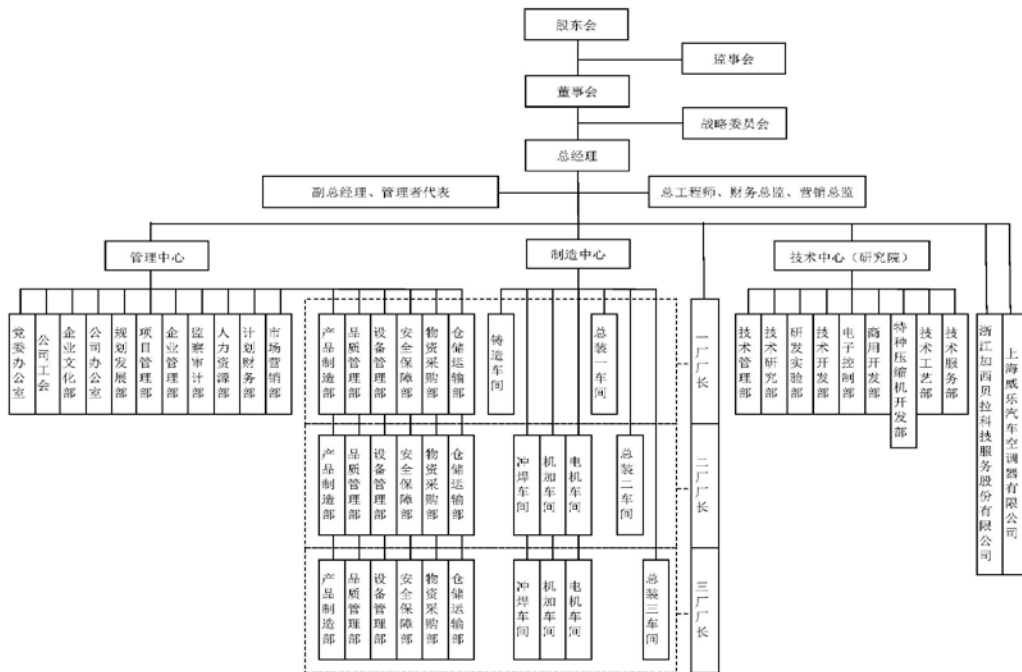 股东会
监事会
董事会
战略委员会
总经理
副总经理、管理者代表
总工程师、财务总监、营销总监
管理中心
制造中心
技术中心（研究院）
党委办公室
公司工会
企业文化部
公司办公室
规划发展部
项目管理部
企业管理部
监察审计部
人力资源部
计划财务部
市场营销部
产品制造部
品质管理部
设备管理部
安全保障部
物资采购部
仓储运输部
铸造车间
总装一车间
一厂厂长
技术管理部
技术研究部
研发实验部
技术开发部
电子控制部
商用开发部
特种压缩机开发部
技术工艺部
技术服务部
浙江加西贝拉科技服务股份有限公司
上海威乐汽车空调器有限公司
产品制造部
品质管理部
设备管理部
安全保障部
物资采购部
仓储运输部
冲焊车间
机加车间
电机车间
总装二车间
二厂厂长
产品制造部
品质管理部
设备管理部
安全保障部
物资采购部
仓储运输部
冲焊车间
机加车间
电机车间
总装三车间
三厂厂长